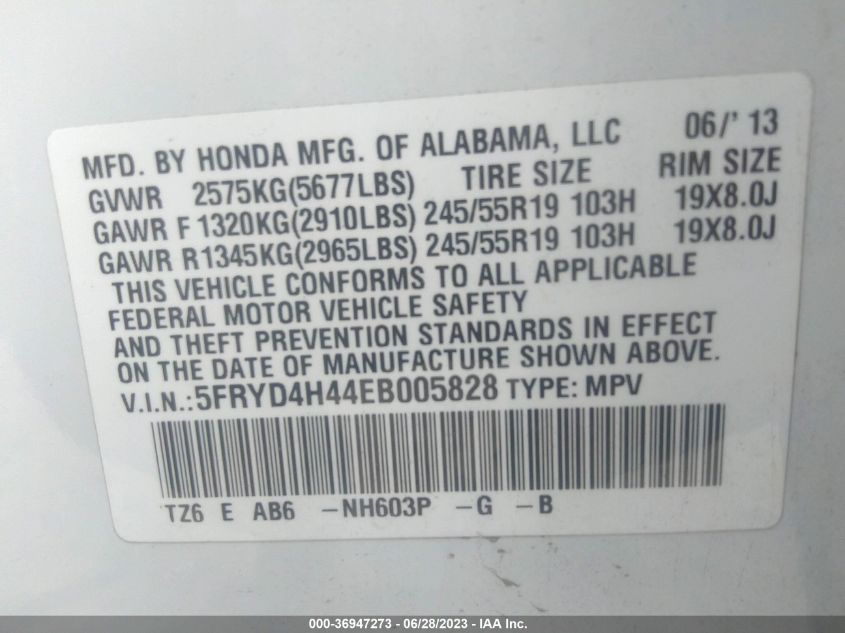 MFD. BY HONDA MFG. OF ALABAMA, LLC 06/' 13
GVWR 2575KG(5677LBS) TIRE SIZE RIM SIZE
GAWR F 1320KG(2910LBS) 245/55R19 103H 19X8.0J
GAWR R1345KG(2965LBS) 245/55R19 103H 19X8.0J
THIS VEHICLE CONFORMS TO ALL APPLICABLE
FEDERAL MOTOR VEHICLE SAFETY
AND THEFT PREVENTION STANDARDS IN EFFECT
ON THE DATE OF MANUFACTURE SHOWN ABOVE.
V.I.N.:5FRYD4H44EB005828 TYPE: MPV
TZ6 E AB6 -NH603P -G -B
000-36947273 - 06/28/2023 - IAA Inc.